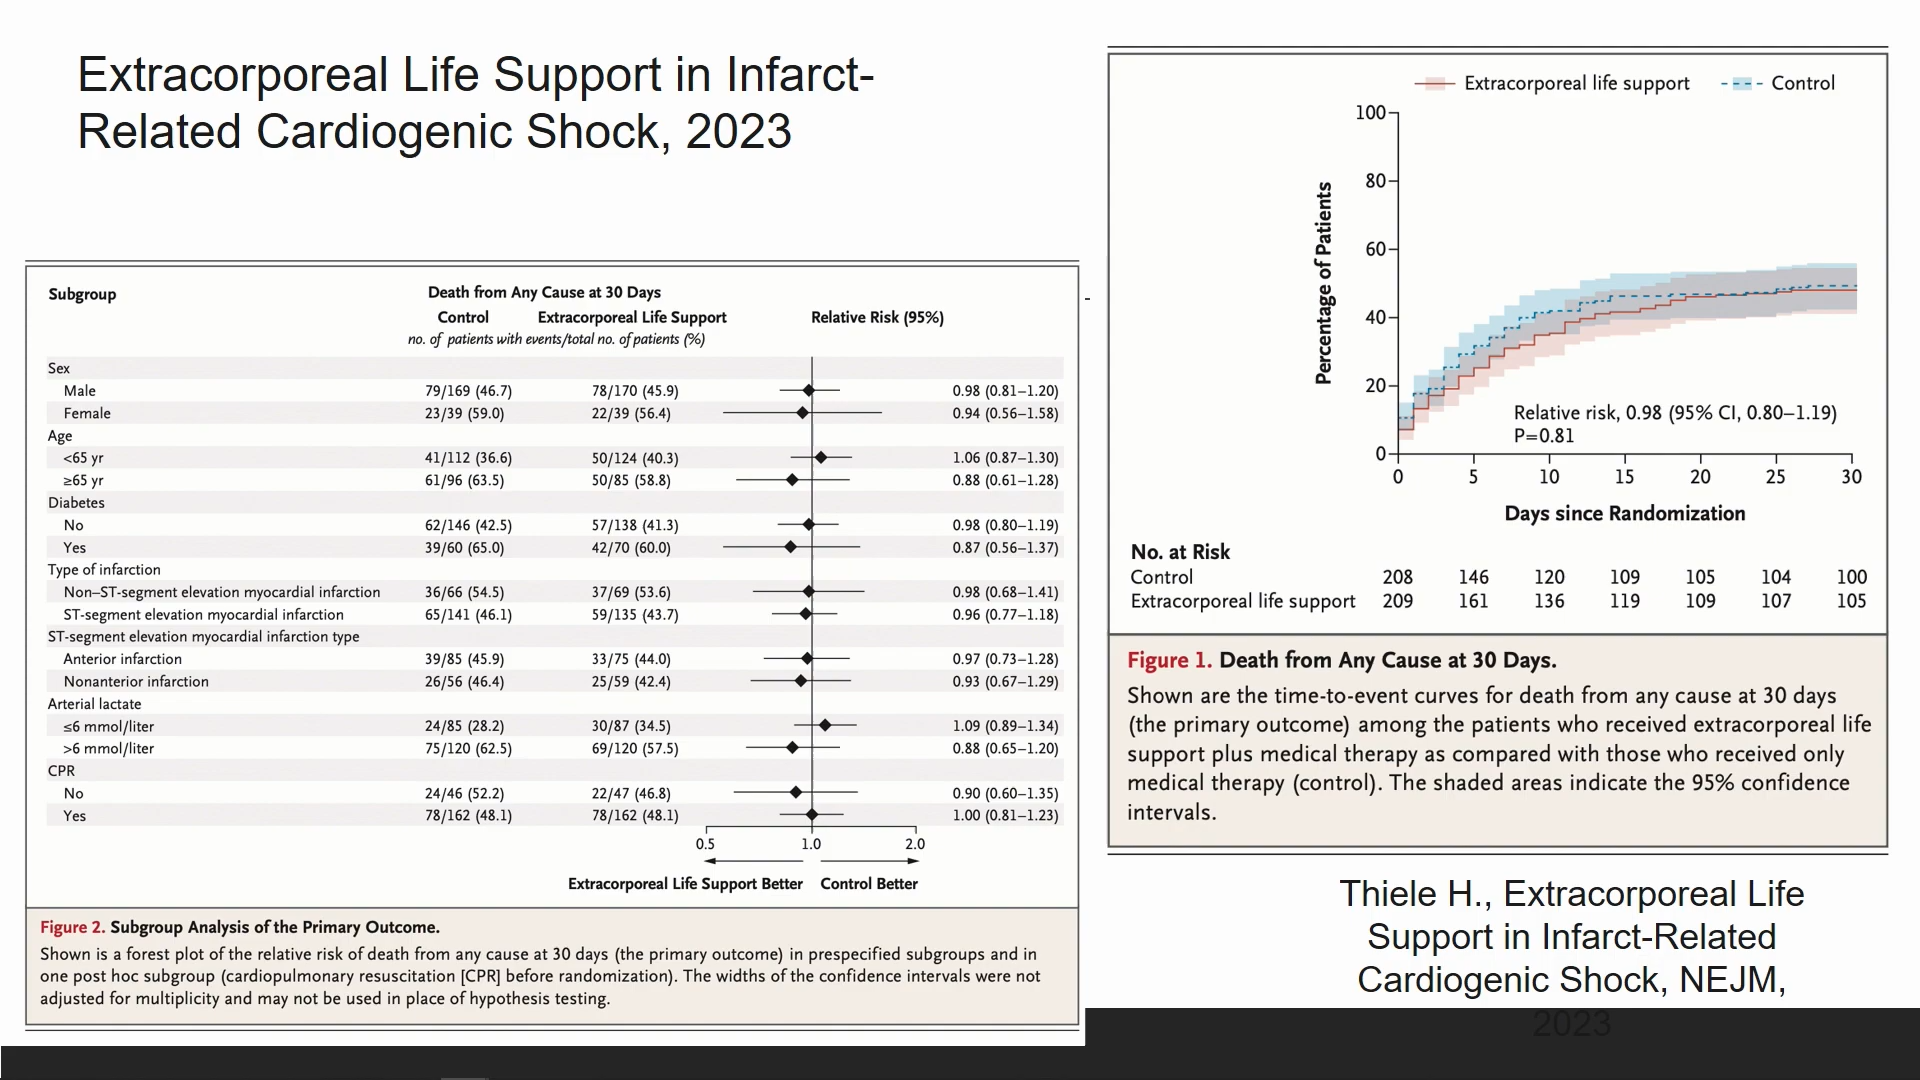 Extracorporeal Life Support in Infarct-
Related Cardiogenic Shock, 2023
Subgroup
Death from Any Cause at 30 Days
Control Extracorporeal Life Support Relative Risk (95%)
no. of patients with events/total no. of patients (%)
Sex
Male 79/169 (46.7) 78/170 (45.9) 0.98 (0.81–1.20)
Female 23/39 (59.0) 22/39 (56.4) 0.94 (0.56–1.58)
Age
<65 yr 41/112 (36.6) 50/124 (40.3) 1.06 (0.87–1.30)
≥65 yr 61/96 (63.5) 50/85 (58.8) 0.88 (0.61–1.28)
Diabetes
No 62/146 (42.5) 57/138 (41.3) 0.98 (0.80–1.19)
Yes 39/60 (65.0) 42/70 (60.0) 0.87 (0.56–1.37)
Type of infarction
Non–ST-segment elevation myocardial infarction 36/66 (54.5) 37/69 (53.6) 0.98 (0.68–1.41)
ST-segment elevation myocardial infarction 65/141 (46.1) 59/135 (43.7) 0.96 (0.77–1.18)
ST-segment elevation myocardial infarction type
Anterior infarction 39/85 (45.9) 33/75 (44.0) 0.97 (0.73–1.28)
Nonanterior infarction 26/56 (46.4) 25/59 (42.4) 0.93 (0.67–1.29)
Arterial lactate
≤6 mmol/liter 24/85 (28.2) 30/87 (34.5) 1.09 (0.89–1.34)
>6 mmol/liter 75/120 (62.5) 69/120 (57.5) 0.88 (0.65–1.20)
CPR
No 24/46 (52.2) 22/47 (46.8) 0.90 (0.60–1.35)
Yes 78/162 (48.1) 78/162 (48.1) 1.00 (0.81–1.23)
0.5 1.0 2.0
Extracorporeal Life Support Better Control Better
Figure 2. Subgroup Analysis of the Primary Outcome.
Shown is a forest plot of the relative risk of death from any cause at 30 days (the primary outcome) in prespecified subgroups and in
one post hoc subgroup (cardiopulmonary resuscitation [CPR] before randomization). The widths of the confidence intervals were not
adjusted for multiplicity and may not be used in place of hypothesis testing.
Extracorporeal life support Control
Percentage of Patients
100
80
60
40
20
0
Relative risk, 0.98 (95% CI, 0.80–1.19)
P=0.81
0 5 10 15 20 25 30
Days since Randomization
No. at Risk
Control 208 146 120 109 105 104 100
Extracorporeal life support 209 161 136 119 109 107 105
Figure 1. Death from Any Cause at 30 Days.
Shown are the time-to-event curves for death from any cause at 30 days
(the primary outcome) among the patients who received extracorporeal life
support plus medical therapy as compared with those who received only
medical therapy (control). The shaded areas indicate the 95% confidence
intervals.
Thiele H., Extracorporeal Life
Support in Infarct-Related
Cardiogenic Shock, NEJM,
2023